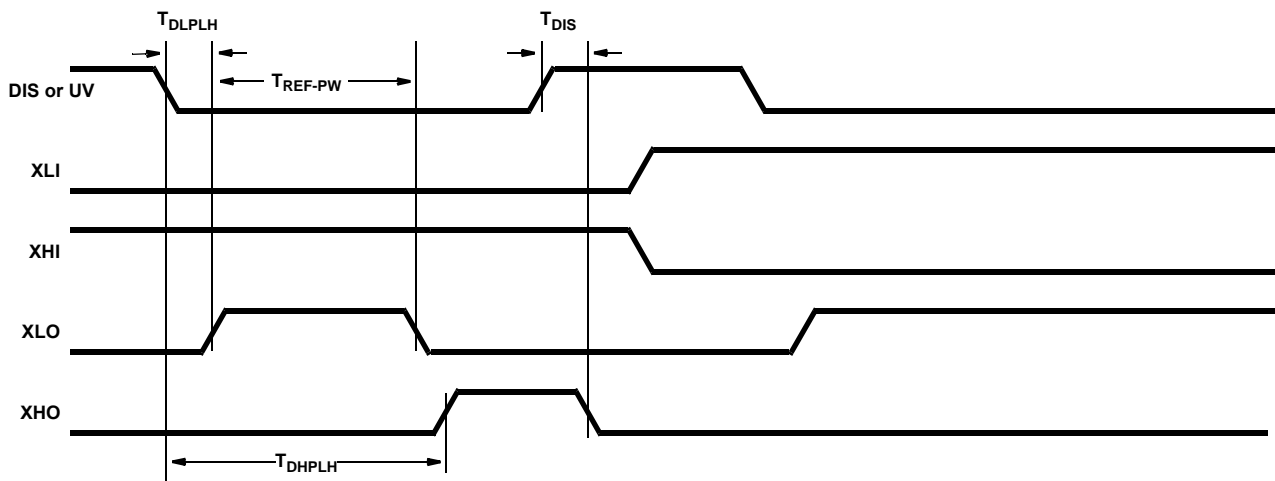 TDLPLH
TDIS
DIS or UV
TREF-PW
XLI
XHI
XLO
XHO
TDHPLH